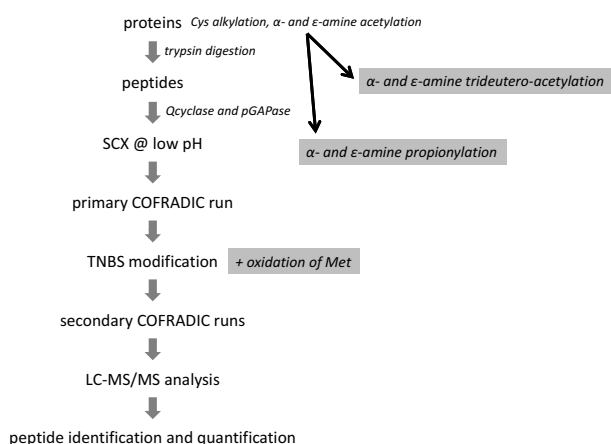 proteins Cys alkylation, α- and ε-amine acetylation
trypsin digestion
peptides
α- and ε-amine trideutero-acetylation
Qcyclase and pGAPase
SCX @ low pH
α- and ε-amine propionylation
primary COFRADIC run
TNBS modification + oxidation of Met
secondary COFRADIC runs
LC-MS/MS analysis
peptide identification and quantification